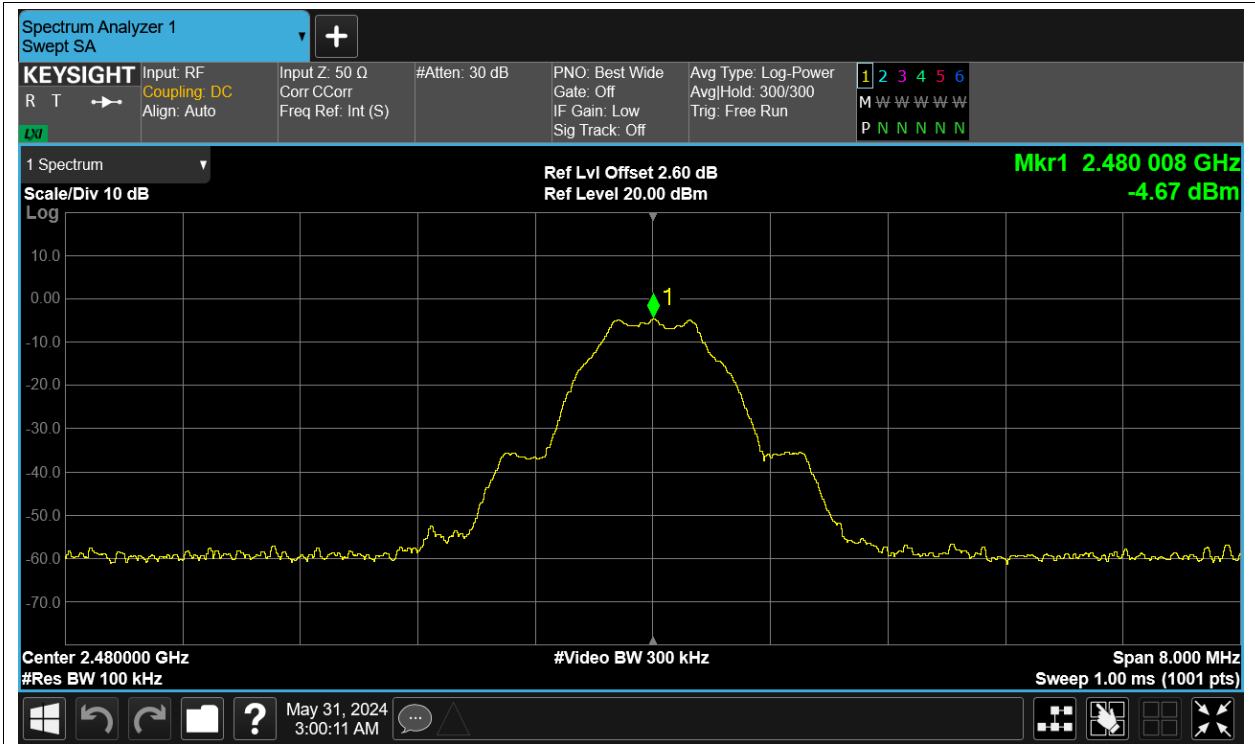 Spectrum Analyzer 1
Swept SA
KEYSIGHT
R T
LXI
Input: RF
Coupling: DC
Align: Auto
Input Z: 50 Ω
Corr CCorr
Freq Ref: Int (S)
#Atten: 30 dB
PNO: Best Wide
Gate: Off
IF Gain: Low
Sig Track: Off
Avg Type: Log-Power
Avg|Hold: 300/300
Trig: Free Run
1 2 3 4 5 6
M W W W W W
P N N N N N
1 Spectrum
Scale/Div 10 dB
Log
Ref Lvl Offset 2.60 dB
Ref Level 20.00 dBm
Mkr1 2.480 008 GHz
-4.67 dBm
10.0
0.00
1
-10.0
-20.0
-30.0
-40.0
-50.0
-60.0
-70.0
Center 2.480000 GHz
#Video BW 300 kHz
Span 8.000 MHz
#Res BW 100 kHz
Sweep 1.00 ms (1001 pts)
?
May 31, 2024
3:00:11 AM